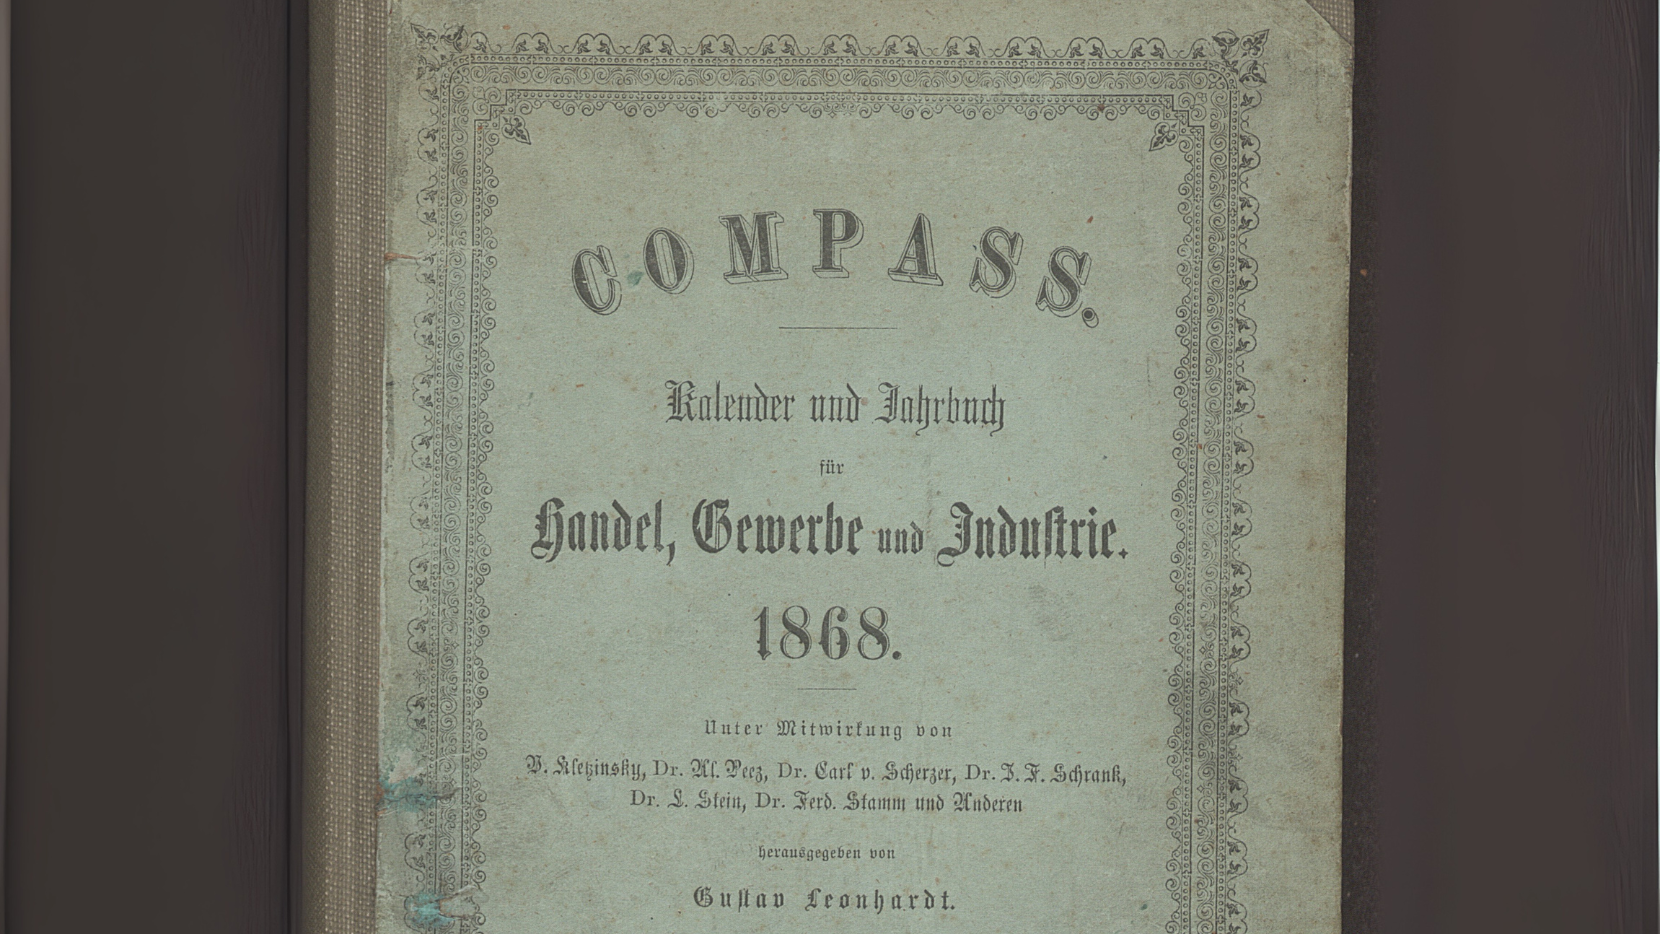 COMPASS.
Kalender und Jahrbuch
für
Handel, Gewerbe und Industrie.
1868.
Unter Mitwirkung von
V. Kletzinsky, Dr. Al. Peez, Dr. Carl v. Scherzer, Dr. J. F. Schrank,
Dr. L. Stein, Dr. Ferd. Stamm und Anderen
herausgegeben von
Gustav Leonhardt.